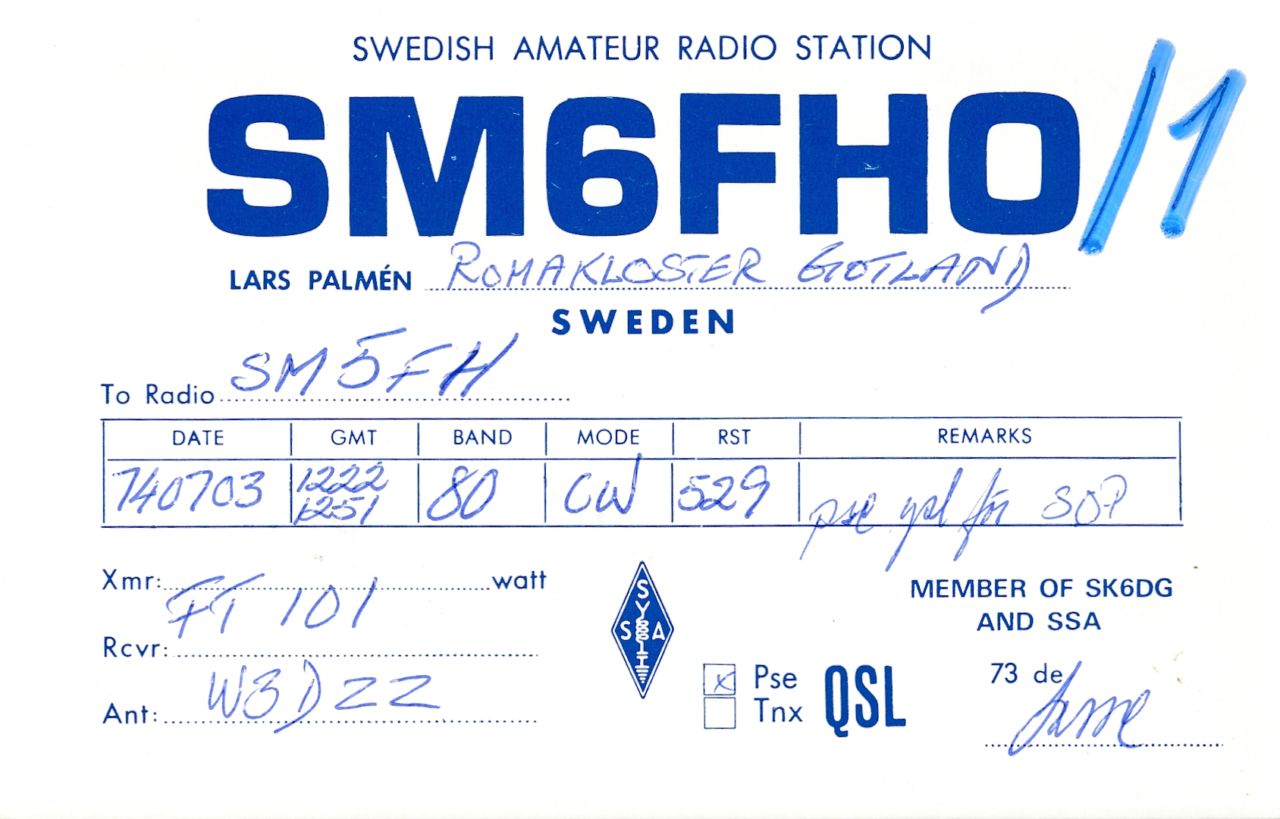 SWEDISH AMATEUR RADIO STATION
SM6FHO/1
LARS PALMÉN ROMAKLOSTER GOTLAND
SWEDEN
To Radio SM5FH
DATE GMT BAND MODE RST REMARKS
740703 1222 80 CW 529 pse qsl för SOP
1251
Xmr: watt
FT 101
Rcvr:
Ant: W3DZZ
S
S A
MEMBER OF SK6DG
AND SSA
x Pse QSL
Tnx
73 de Lasse